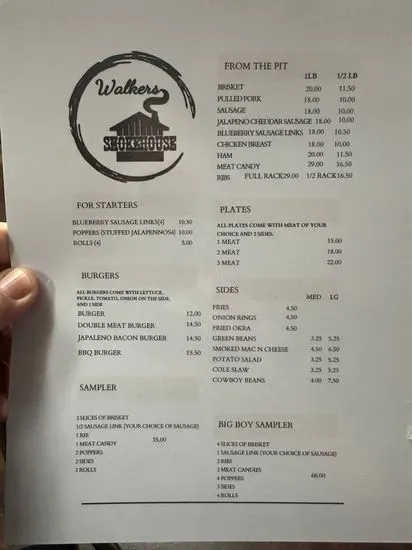 Walkers
SMOKEHOUSE
FROM THE PIT
1LB 1/2 LB
BRISKET 20.00 11.50
PULLED PORK 18.00 10.00
SAUSAGE 18.00 10.00
JALAPENO CHEDDAR SAUSAGE 18.00 10.00
BLUEBERRY SAUSAGE LINKS 18.00 10.50
CHICKEN BREAST 18.00 10.00
HAM 20.00 11.50
MEAT CANDY 29.00 16.50
RIBS FULL RACK29.00 1/2 RACK16.50
FOR STARTERS
BLUEBERRY SAUSAGE LINKS(4) 10.50
POPPERS (STUFFED JALAPENNOS4) 10.00
ROLLS (4) 5.00
PLATES
ALL PLATES COME WITH MEAT OF YOUR
CHOICE AND 2 SIDES.
1 MEAT 15.00
2 MEAT 18.00
3 MEAT 22.00
BURGERS
ALL BURGERS COME WITH LETTUCE,
PICKLE, TOMATO, ONION ON THE SIDE,
AND 1 SIDE
BURGER 12.00
DOUBLE MEAT BURGER 14.50
JAPALENO BACON BURGER 14.50
BBQ BURGER 15.50
SIDES
MED LG
FRIES 4.50
ONION RINGS 4.50
FRIED OKRA 4.50
GREEN BEANS 3.25 5.25
SMOKED MAC N CHEESE 4.50 6.50
POTATO SALAD 3.25 5.25
COLE SLAW 3.25 5.25
COWBOY BEANS 4.00 7.50
SAMPLER
2 SLICES OF BRISKET
1/2 SAUSAGE LINK (YOUR CHOICE OF SAUSAGE)
1 RIB
1 MEAT CANDY 35.00
2 POPPERS
2 SIDES
2 ROLLS
BIG BOY SAMPLER
4 SLICES OF BRISKET
1 SAUSAGE LINK (YOUR CHOICE OF SAUSAGE)
2 RIBS
2 MEAT CANDIES
4 POPPERS 60.00
3 SIDES
4 ROLLS